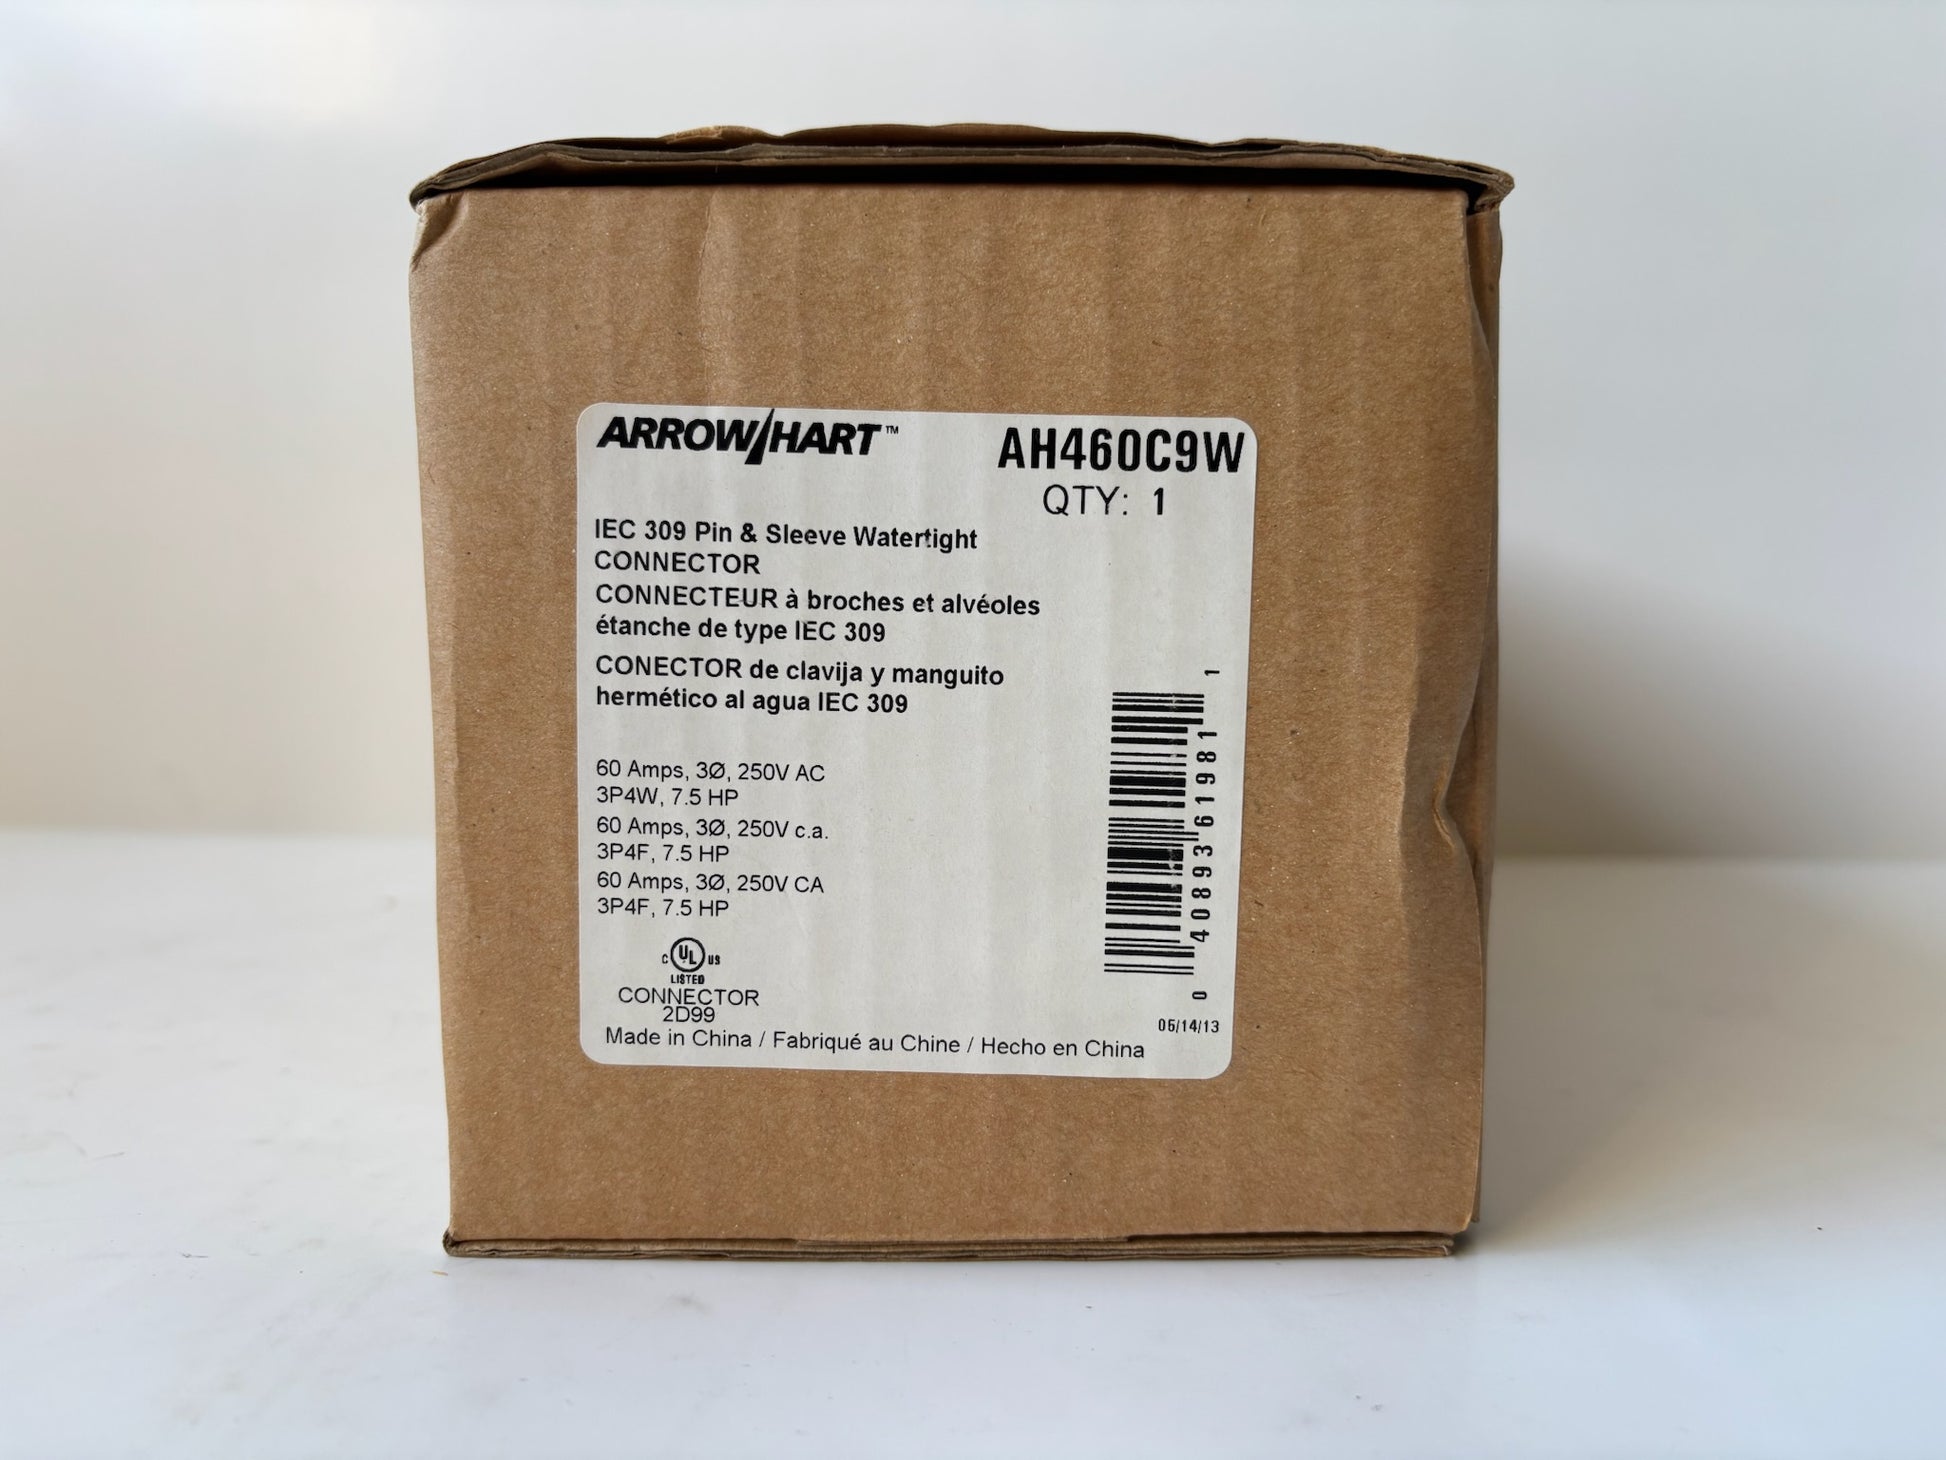 ARROW/HART™
AH460C9W
QTY: 1
IEC 309 Pin & Sleeve Watertight
CONNECTOR
CONNECTEUR à broches et alvéoles
étanche de type IEC 309
CONECTOR de clavija y manguito
hermético al agua IEC 309
60 Amps, 3Ø, 250V AC
3P4W, 7.5 HP
60 Amps, 3Ø, 250V c.a.
3P4F, 7.5 HP
60 Amps, 3Ø, 250V CA
3P4F, 7.5 HP
0 40893 61981 1
C UL US
LISTED
CONNECTOR
2D99
05/14/13
Made in China / Fabriqué au Chine / Hecho en China